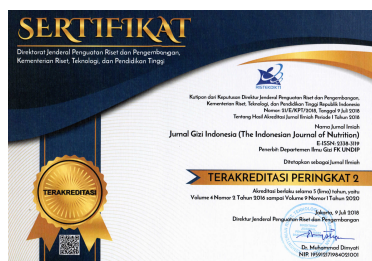 SERTIFIKAT
Direktorat Jenderal Penguatan Riset dan Pengembangan,
Kementerian Riset, Teknologi, dan Pendidikan Tinggi
RISTEKDIKTI
Kutipan dari Keputusan Direktur Jenderal Penguatan Riset dan Pengembangan,
Kementerian Riset, Teknologi, dan Pendidikan Tinggi Republik Indonesia
Nomor: 21/E/KPT/2018, Tanggal 9 Juli 2018
Tentang Hasil Akreditasi Jurnal Ilmiah Periode I Tahun 2018
Nama Jurnal Ilmiah
Jurnal Gizi Indonesia (The Indonesian Journal of Nutrition)
E-ISSN: 2338-3119
Penerbit: Departemen Ilmu Gizi FK UNDIP
Ditetapkan sebagai Jurnal Ilmiah
TERAKREDITASI PERINGKAT 2
TERAKREDITASI
Akreditasi berlaku selama 5 (lima) tahun, yaitu
Volume 4 Nomor 2 Tahun 2016 sampai Volume 9 Nomor 1 Tahun 2020
Jakarta, 9 Juli 2018
Direktur Jenderal Penguatan Riset dan Pengembangan
Dr. Muhammad Dimyati
NIP. 195912171984021001